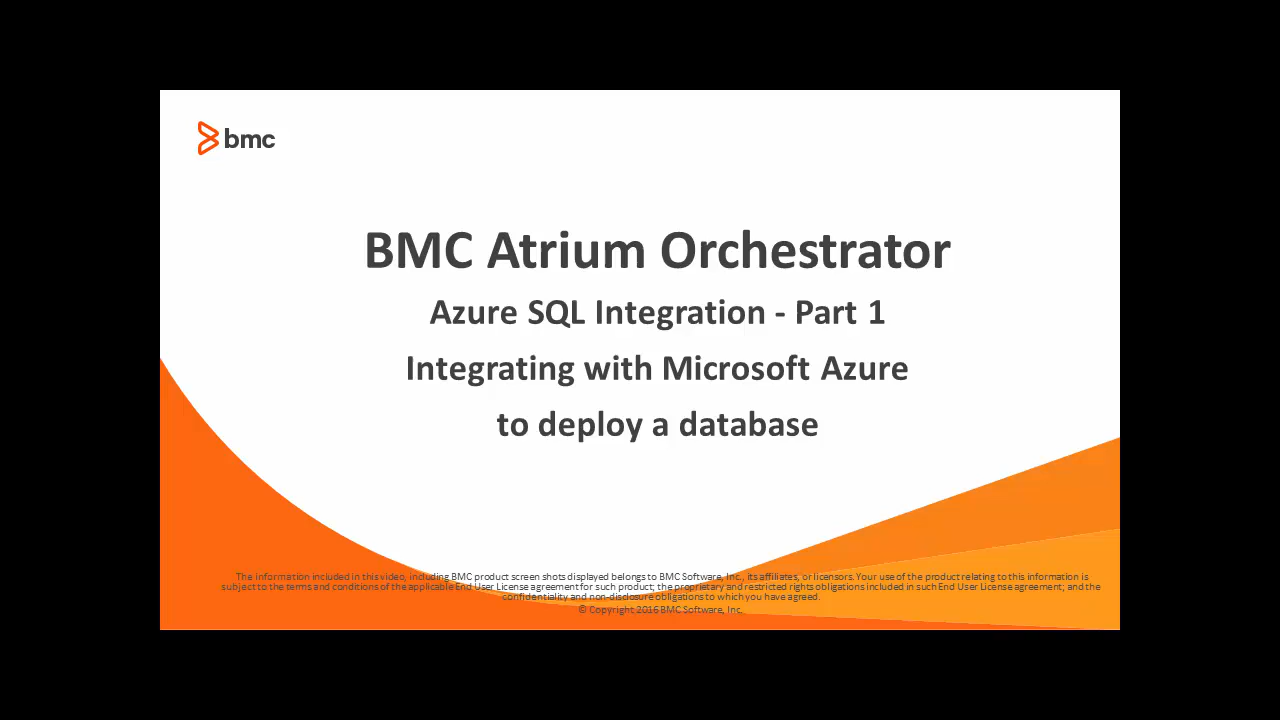 bmc
BMC Atrium Orchestrator
Azure SQL Integration - Part 1
Integrating with Microsoft Azure
to deploy a database
The information included in this video, including BMC product screen shots displayed belongs to BMC Software, Inc., its affiliates, or licensors. Your use of the product relating to this information is
subject to the terms and conditions of the applicable End User License agreement for such product; the proprietary and restricted rights obligations included in such End User License agreement; and the
confidentiality and non-disclosure obligations to which you have agreed.
© Copyright 2016 BMC Software, Inc.